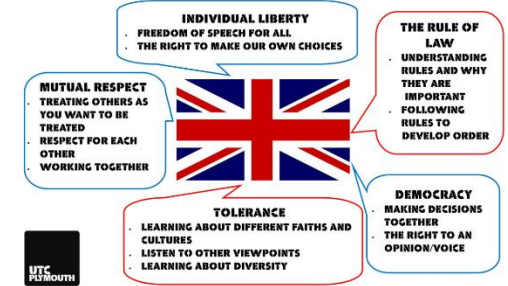 INDIVIDUAL LIBERTY
. FREEDOM OF SPEECH FOR ALL
. THE RIGHT TO MAKE OUR OWN CHOICES
THE RULE OF
LAW
. UNDERSTANDING
RULES AND WHY
THEY ARE
IMPORTANT
. FOLLOWING
RULES TO
DEVELOP ORDER
MUTUAL RESPECT
. TREATING OTHERS AS
YOU WANT TO BE
TREATED
. RESPECT FOR EACH
OTHER
. WORKING TOGETHER
DEMOCRACY
. MAKING DECISIONS
TOGETHER
. THE RIGHT TO AN
OPINION/VOICE
TOLERANCE
. LEARNING ABOUT DIFFERENT FAITHS AND
CULTURES
. LISTEN TO OTHER VIEWPOINTS
. LEARNING ABOUT DIVERSITY
UTC
PLYMOUTH